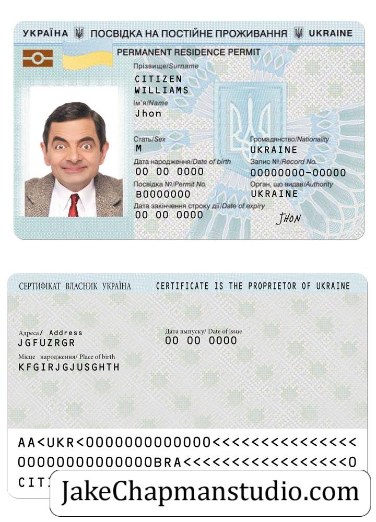 УКРАЇНА ПОСВІДКА НА ПОСТІЙНЕ ПРОЖИВАННЯ UKRAINE
PERMANENT RESIDENCE PERMIT
Прізвище/Surname
CITIZEN
WILLIAMS
Ім'я/Name
Jhon
Стать/Sex Громадянство/Nationality
M UKRAINE
Дата народження/Date of birth Запис №/Record No.
00 00 0000 00000000-00000
Посвідка №/Permit No. Орган, що видав/Authority
80000000 UKRAINE
Дата закінчення строку дії/Date of expiry
00 00 0000 JHON
СЕРТИФІКАТ ВЛАСНИК УКРАЇНА CERTIFICATE IS THE PROPRIETOR OF UKRAINE
Адреса/ Address Дата випуску/ Date of issue
JGFUZRGR 00 00 0000
Місце народження/ Place of birth
KFGIRJGJUSGHTH
AA<UKR<0000000000000<<<<<<<<<<<<<<<
00000000000000BRA<<<<<<<<<<<<<<<<<0
JakeChapmanstudio.com